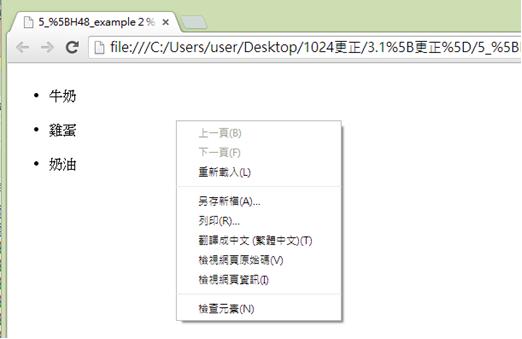 5_%5BH48_example 2 %
file:///C:/Users/user/Desktop/1024更正/3.1%5B更正%5D/5_%5B
• 牛奶
• 雞蛋
• 奶油
上一頁(B)
下一頁(F)
重新載入(L)
另存新檔(A)...
列印(R)...
翻譯成中文 (繁體中文)(T)
檢視網頁原始碼(V)
檢視網頁資訊(I)
檢查元素(N)